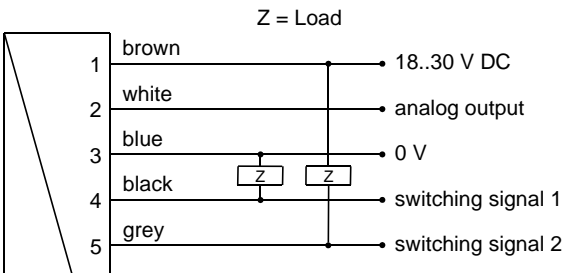 Z = Load
1 brown 18..30 V DC
2 white analog output
3 blue 0 V
Z Z
4 black switching signal 1
5 grey switching signal 2